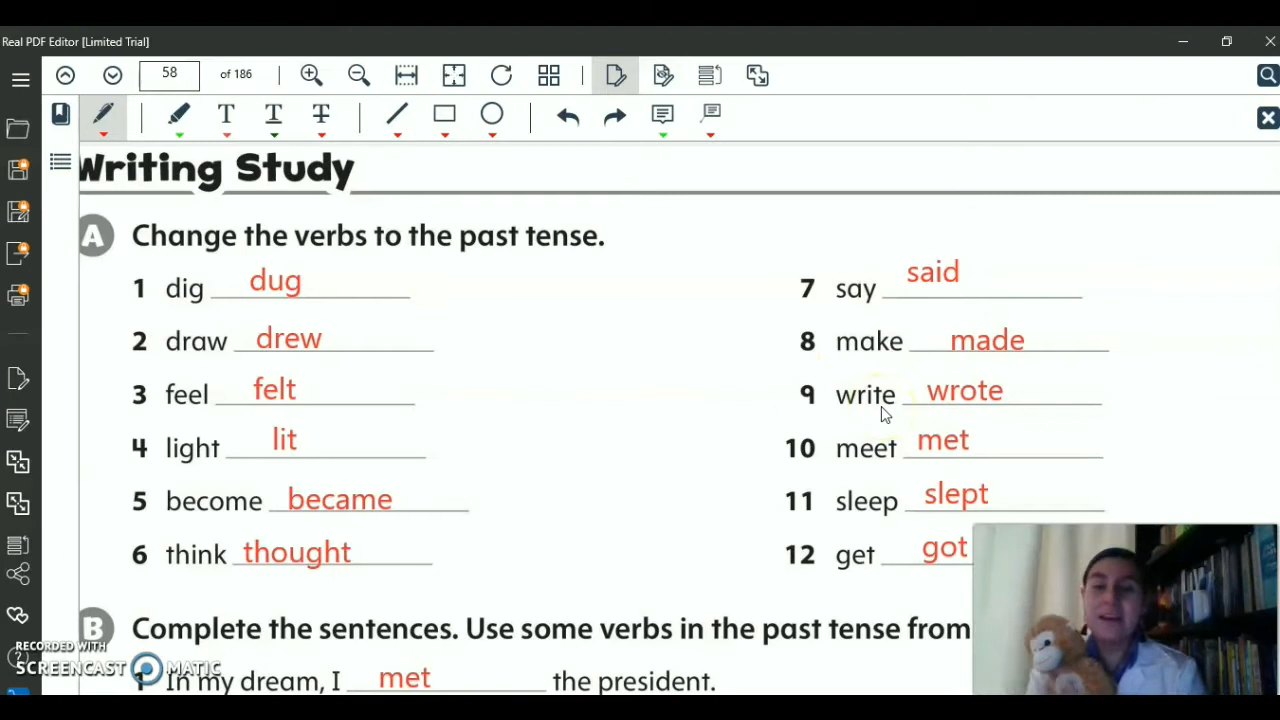 Real PDF Editor [Limited Trial]
58 of 186
Writing Study
A Change the verbs to the past tense.
1 dig dug
2 draw drew
3 feel felt
4 light lit
5 become became
6 think thought
7 say said
8 make made
9 write wrote
10 meet met
11 sleep slept
12 get got
B Complete the sentences. Use some verbs in the past tense from
1 In my dream, I met the president.
RECORDED WITH
SCREENCAST MATIC